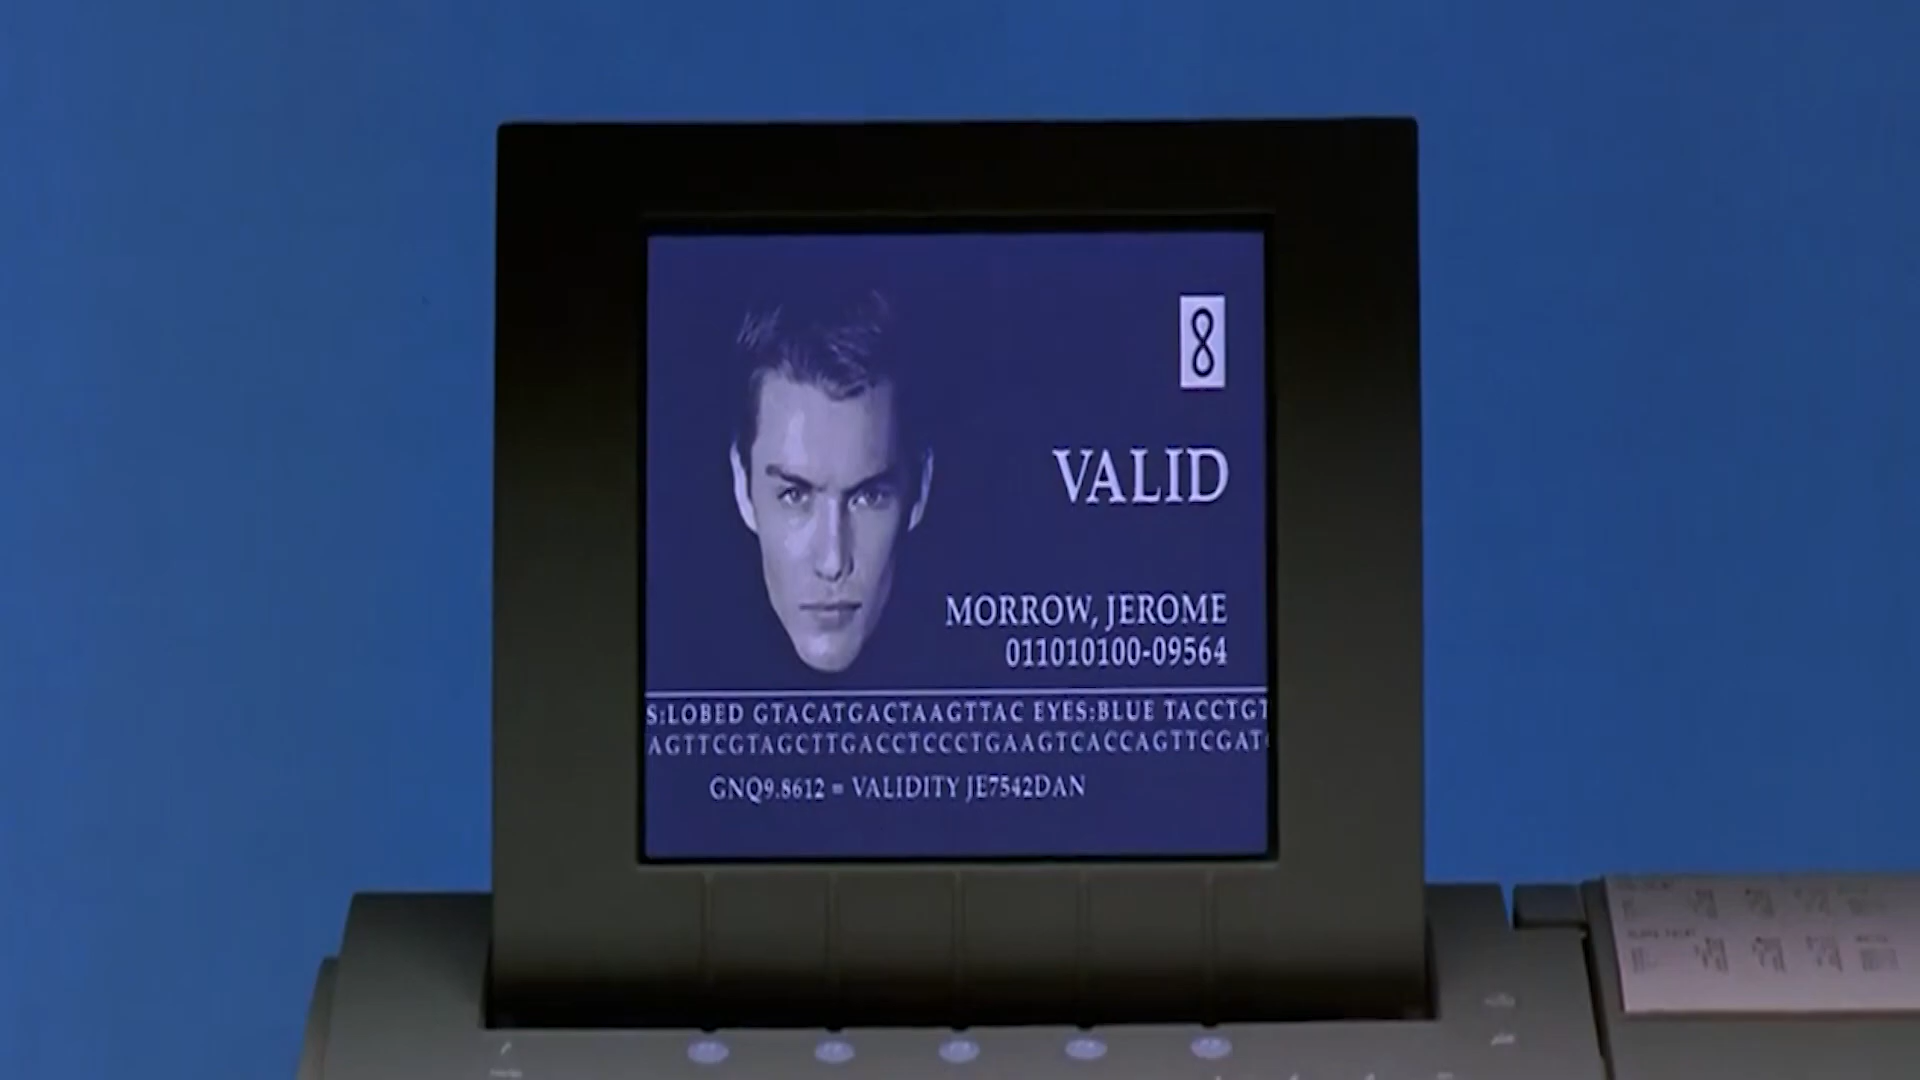 8
VALID
MORROW, JEROME
011010100-09564
S:LOBED GTACATGACTAAGTTAC EYES:BLUE TACCTGT
AGTTCGTAGCTTGACCTCCCTGAAGTCACCAGTTCGAT
GNQ9.8612 = VALIDITY JE7542DAN